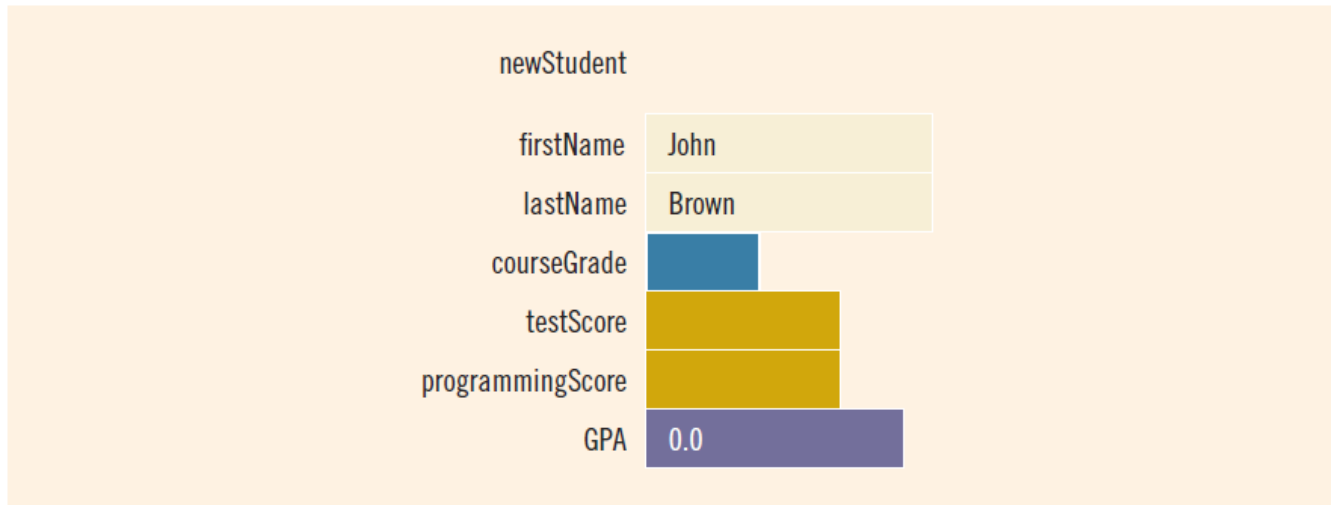 newStudent
firstName John
lastName Brown
courseGrade
testScore
programmingScore
GPA 0.0